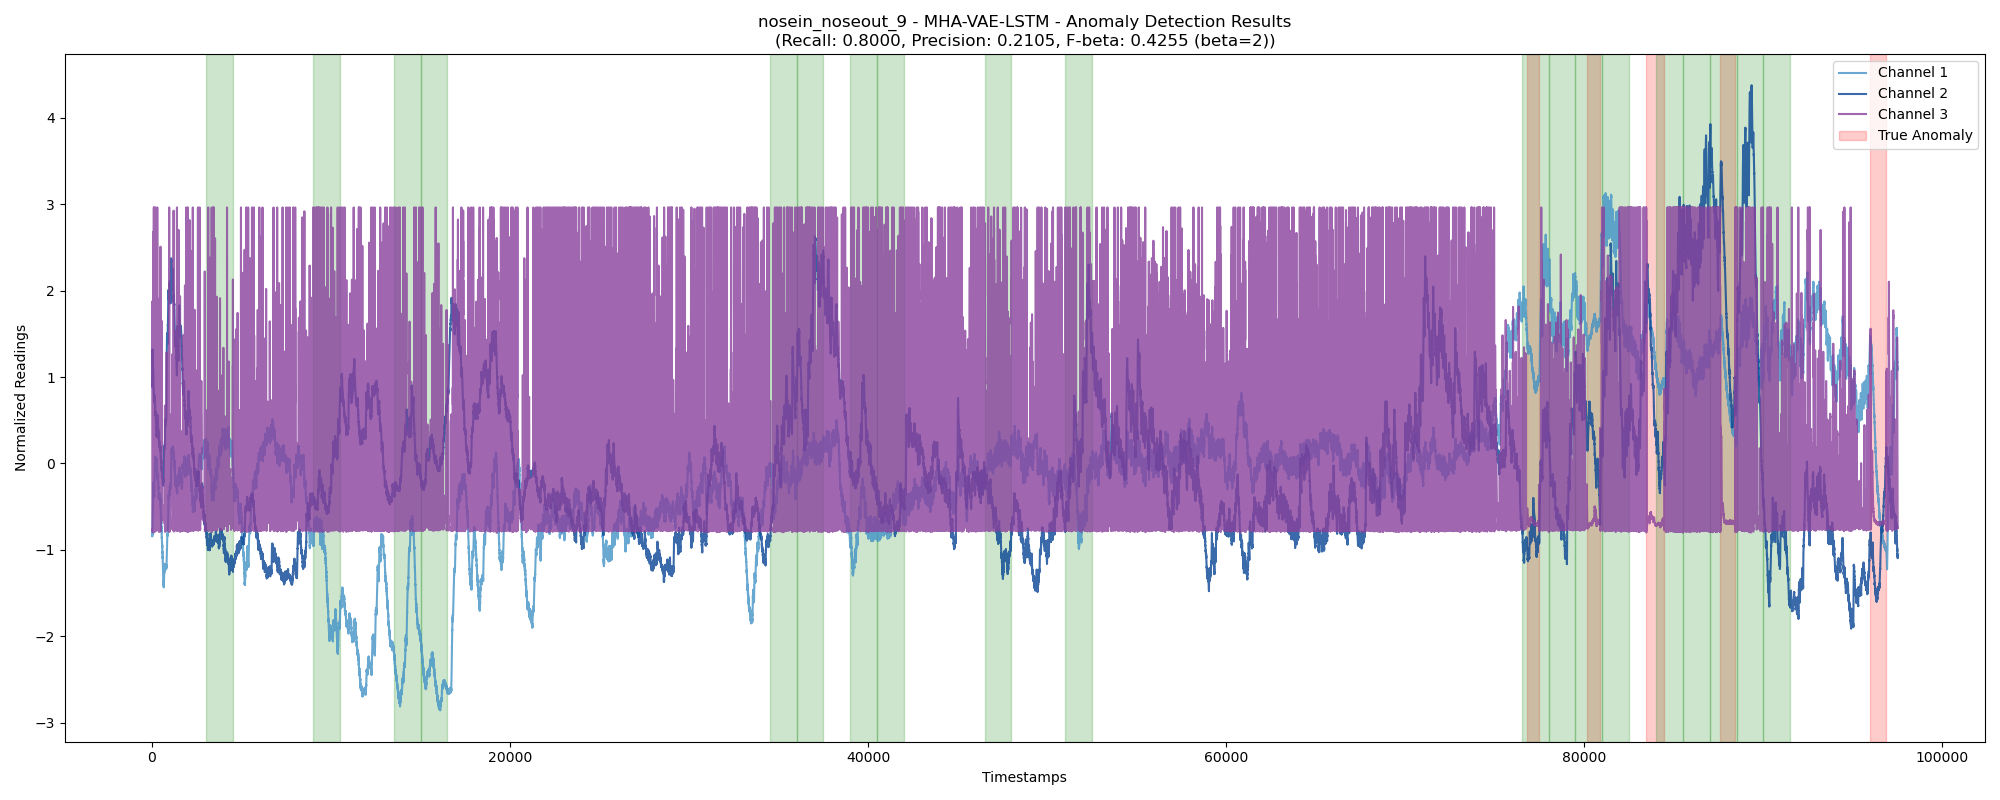 nosein_noseout_9 - MHA-VAE-LSTM - Anomaly Detection Results
(Recall: 0.8000, Precision: 0.2105, F-beta: 0.4255 (beta=2))
Channel 1
Channel 2
Channel 3
True Anomaly
Normalized Readings
4
3
2
1
0
−1
−2
−3
0
20000
40000
60000
80000
100000
Timestamps